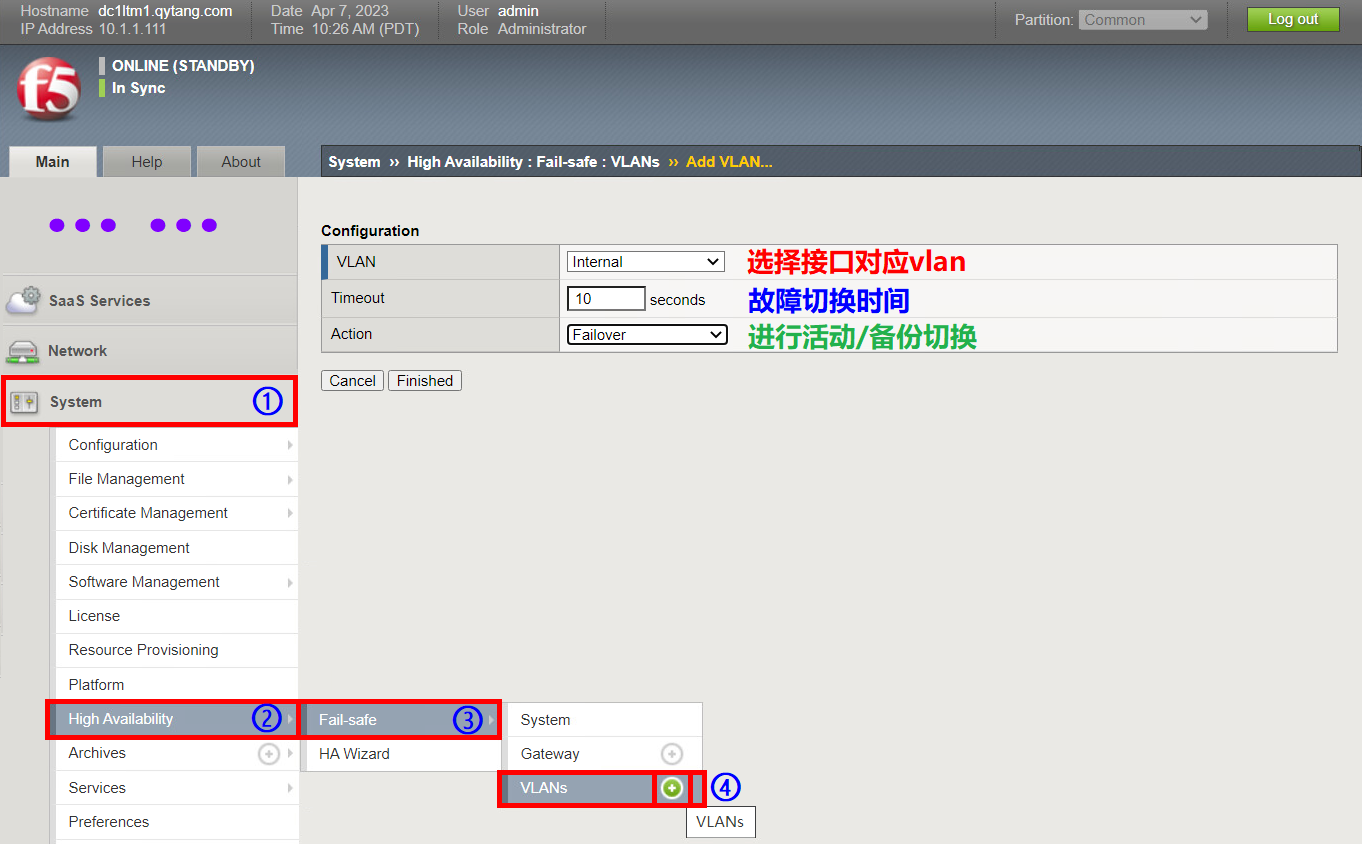 Hostname dc1ltm1.qytang.com Date Apr 7, 2023 User admin
IP Address 10.1.1.111 Time 10:26 AM (PDT) Role Administrator
Partition: Common Log out
f5
ONLINE (STANDBY)
In Sync
Main Help About
System ›› High Availability : Fail-safe : VLANs ›› Add VLAN...
Configuration
VLAN Internal 选择接口对应vlan
Timeout 10 seconds 故障切换时间
Action Failover 进行活动/备份切换
Cancel Finished
SaaS Services
Network
System ①
Configuration
File Management
Certificate Management
Disk Management
Software Management
License
Resource Provisioning
Platform
High Availability ② Fail-safe ③ System
Archives HA Wizard Gateway
Services VLANs ④
Preferences VLANs